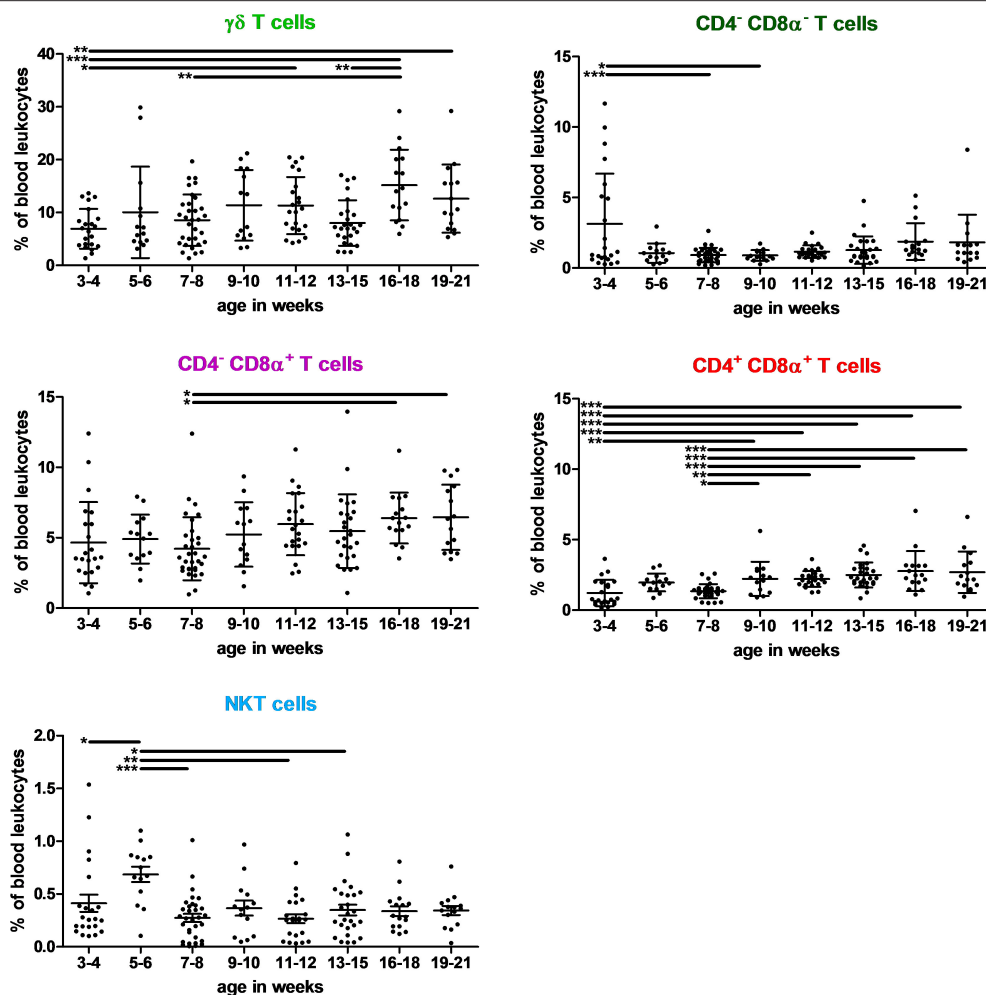 γδ T cells
**
***
*
**
**
40
30
20
10
0
% of blood leukocytes
3-4 5-6 7-8 9-10 11-12 13-15 16-18 19-21
age in weeks
CD4⁻ CD8α⁻ T cells
*
***
15
10
5
0
% of blood leukocytes
3-4 5-6 7-8 9-10 11-12 13-15 16-18 19-21
age in weeks
CD4⁻ CD8α⁺ T cells
*
*
15
10
5
0
% of blood leukocytes
3-4 5-6 7-8 9-10 11-12 13-15 16-18 19-21
age in weeks
CD4⁺ CD8α⁺ T cells
***
***
***
***
**
***
***
***
**
*
15
10
5
0
% of blood leukocytes
3-4 5-6 7-8 9-10 11-12 13-15 16-18 19-21
age in weeks
NKT cells
*
*
**
***
2.0
1.5
1.0
0.5
0.0
% of blood leukocytes
3-4 5-6 7-8 9-10 11-12 13-15 16-18 19-21
age in weeks